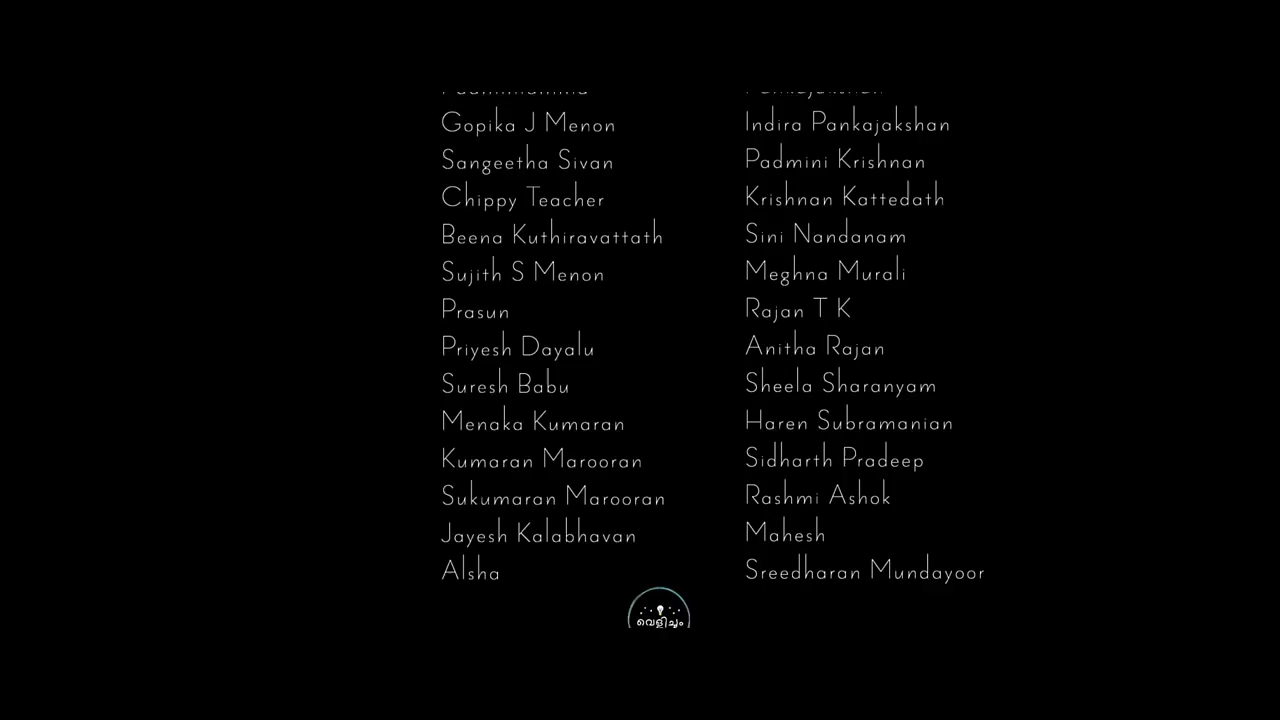 Gopika J Menon
Sangeetha Sivan
Chippy Teacher
Beena Kuthiravattath
Sujith S Menon
Prasun
Priyesh Dayalu
Suresh Babu
Menaka Kumaran
Kumaran Marooran
Sukumaran Marooran
Jayesh Kalabhavan
Alsha
Indira Pankajakshan
Padmini Krishnan
Krishnan Kattedath
Sini Nandanam
Meghna Murali
Rajan T K
Anitha Rajan
Sheela Sharanyam
Haren Subramanian
Sidharth Pradeep
Rashmi Ashok
Mahesh
Sreedharan Mundayoor
വെളിച്ചം